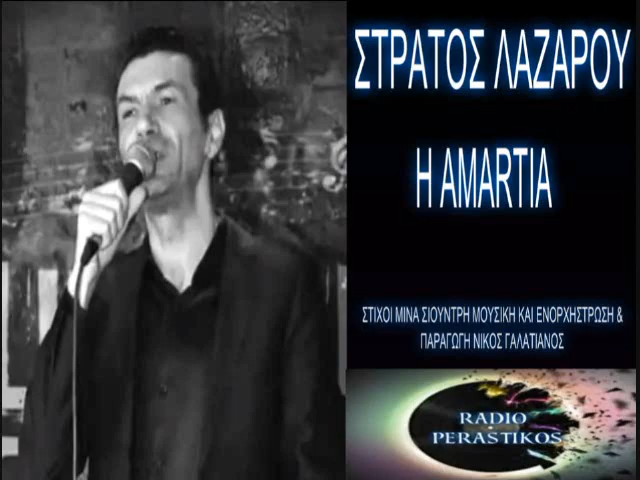 ΣΤΡΑΤΟΣ ΛΑΖΑΡΟΥ
Η ΑΜΑRΤΙΑ
ΣΤΙΧΟΙ ΜΙΝΑ ΣΙΟΥΝΤΡΗ ΜΟΥΣΙΚΗ ΚΑΙ ΕΝΟΡΧΗΣΤΡΩΣΗ &
ΠΑΡΑΓΩΓΗ ΝΙΚΟΣ ΓΑΛΑΤΙΑΝΟΣ
RADIO
PERASTIKOS